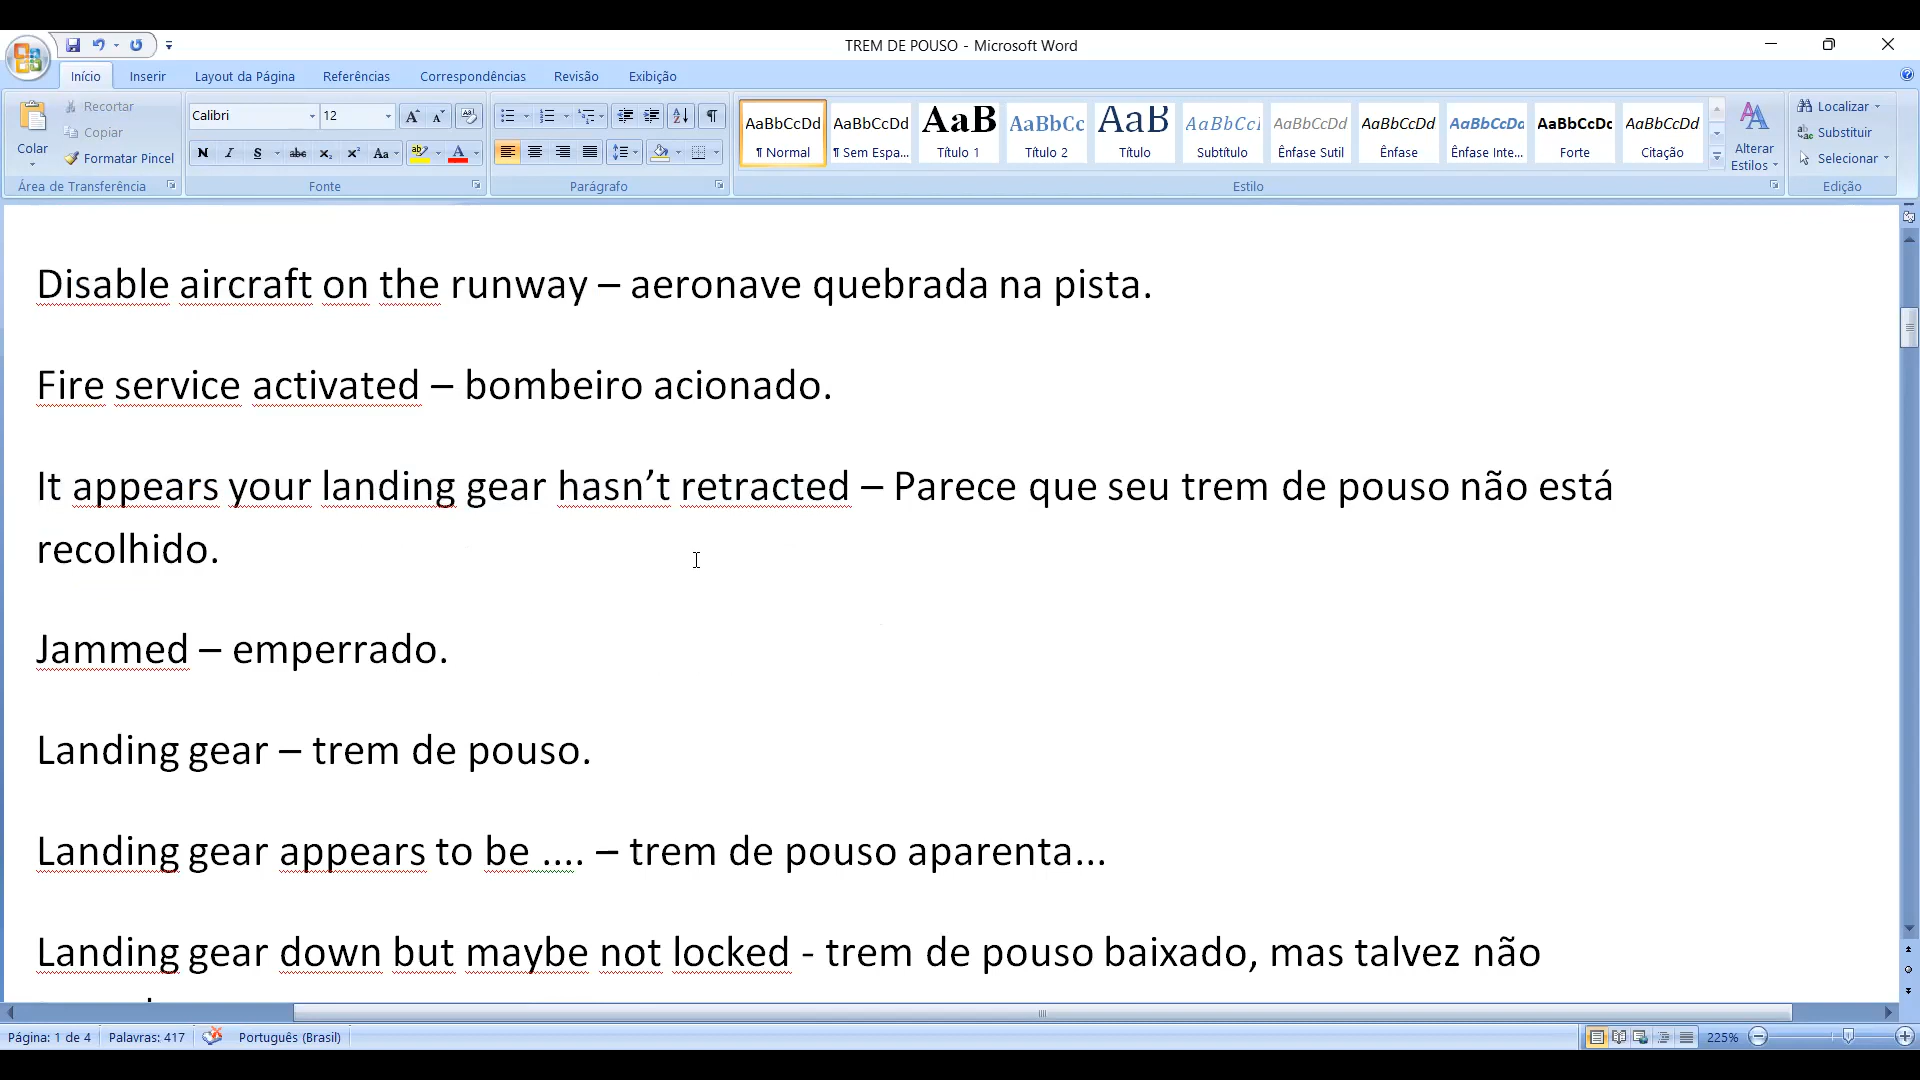 TREM DE POUSO - Microsoft Word
Início Inserir Layout da Página Referências Correspondências Revisão Exibição
Colar
Recortar
Copiar
Formatar Pincel
Área de Transferência
Calibri 12
N I S abe X₂ X² Aa A
Fonte
Parágrafo
AaBbCcDd AaBbCcDd AaB AaBbCc AaB AaBbCcI AaBbCcDd AaBbCcDd AaBbCcDd AaBbCcDc AaBbCcDd
¶ Normal ¶ Sem Espa... Título 1 Título 2 Título Subtítulo Ênfase Sutil Ênfase Ênfase Inte... Forte Citação
Alterar
Estilos
Estilo
Localizar
Substituir
Selecionar
Edição
Disable aircraft on the runway – aeronave quebrada na pista.
Fire service activated – bombeiro acionado.
It appears your landing gear hasn’t retracted – Parece que seu trem de pouso não está
recolhido.
Jammed – emperrado.
Landing gear – trem de pouso.
Landing gear appears to be .... – trem de pouso aparenta...
Landing gear down but maybe not locked - trem de pouso baixado, mas talvez não
Página: 1 de 4 Palavras: 417 Português (Brasil) 225%